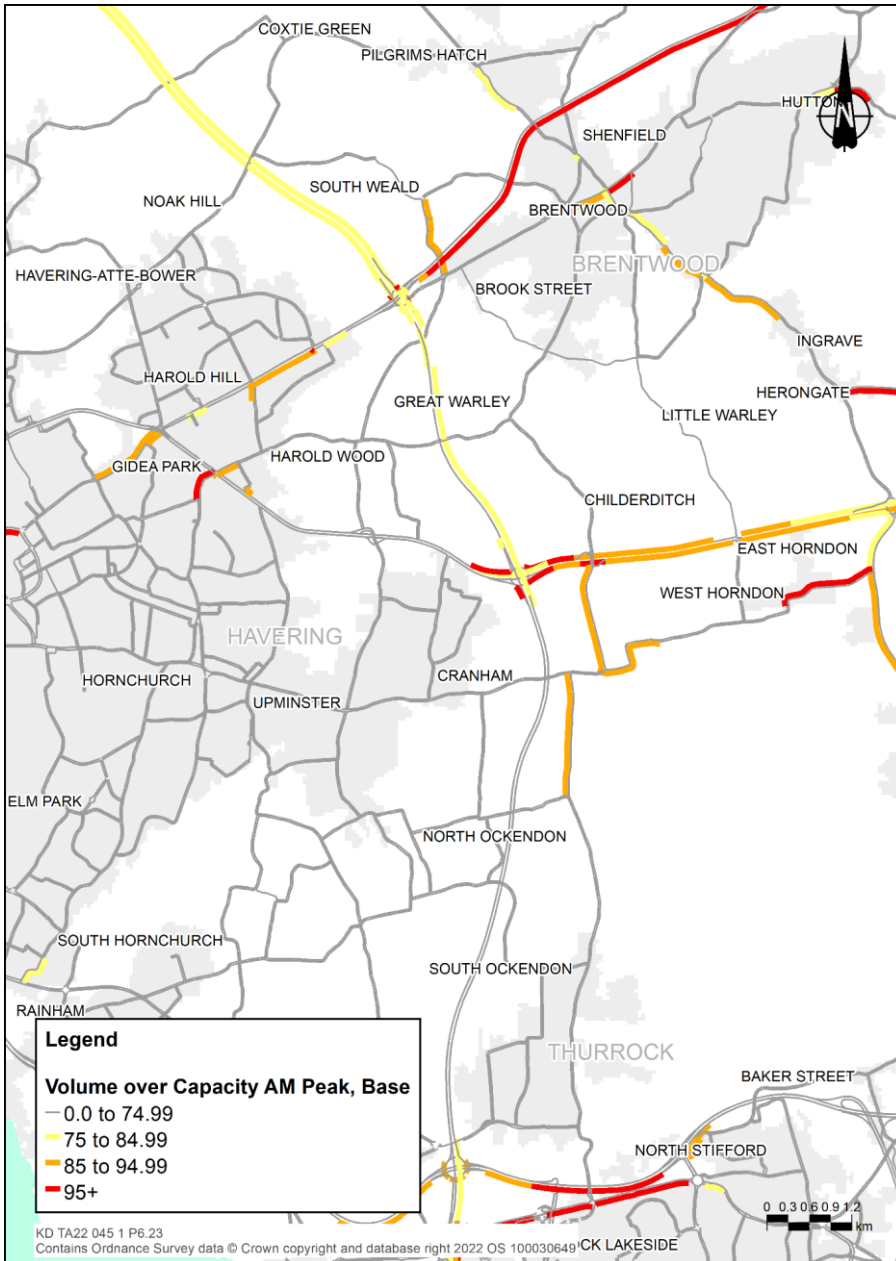 COXTIE GREEN
PILGRIMS HATCH
HUTTON
N
SHENFIELD
SOUTH WEALD
NOAK HILL
BRENTWOOD
BRENTWOOD
HAVERING-ATTE-BOWER
BROOK STREET
INGRAVE
HAROLD HILL
HERONGATE
GREAT WARLEY
LITTLE WARLEY
HAROLD WOOD
GIDEA PARK
CHILDERDITCH
EAST HORNDON
WEST HORNDON
HAVERING
CRANHAM
HORNCHURCH
UPMINSTER
ELM PARK
NORTH OCKENDON
SOUTH HORNCHURCH
SOUTH OCKENDON
RAINHAM
THURROCK
BAKER STREET
NORTH STIFFORD
Legend
Volume over Capacity AM Peak, Base
0.0 to 74.99
75 to 84.99
85 to 94.99
95+
0 0.3 0.6 0.9 1.2
km
KD TA22 045 1 P6.23
Contains Ordnance Survey data © Crown copyright and database right 2022 OS 100030649
CK LAKESIDE